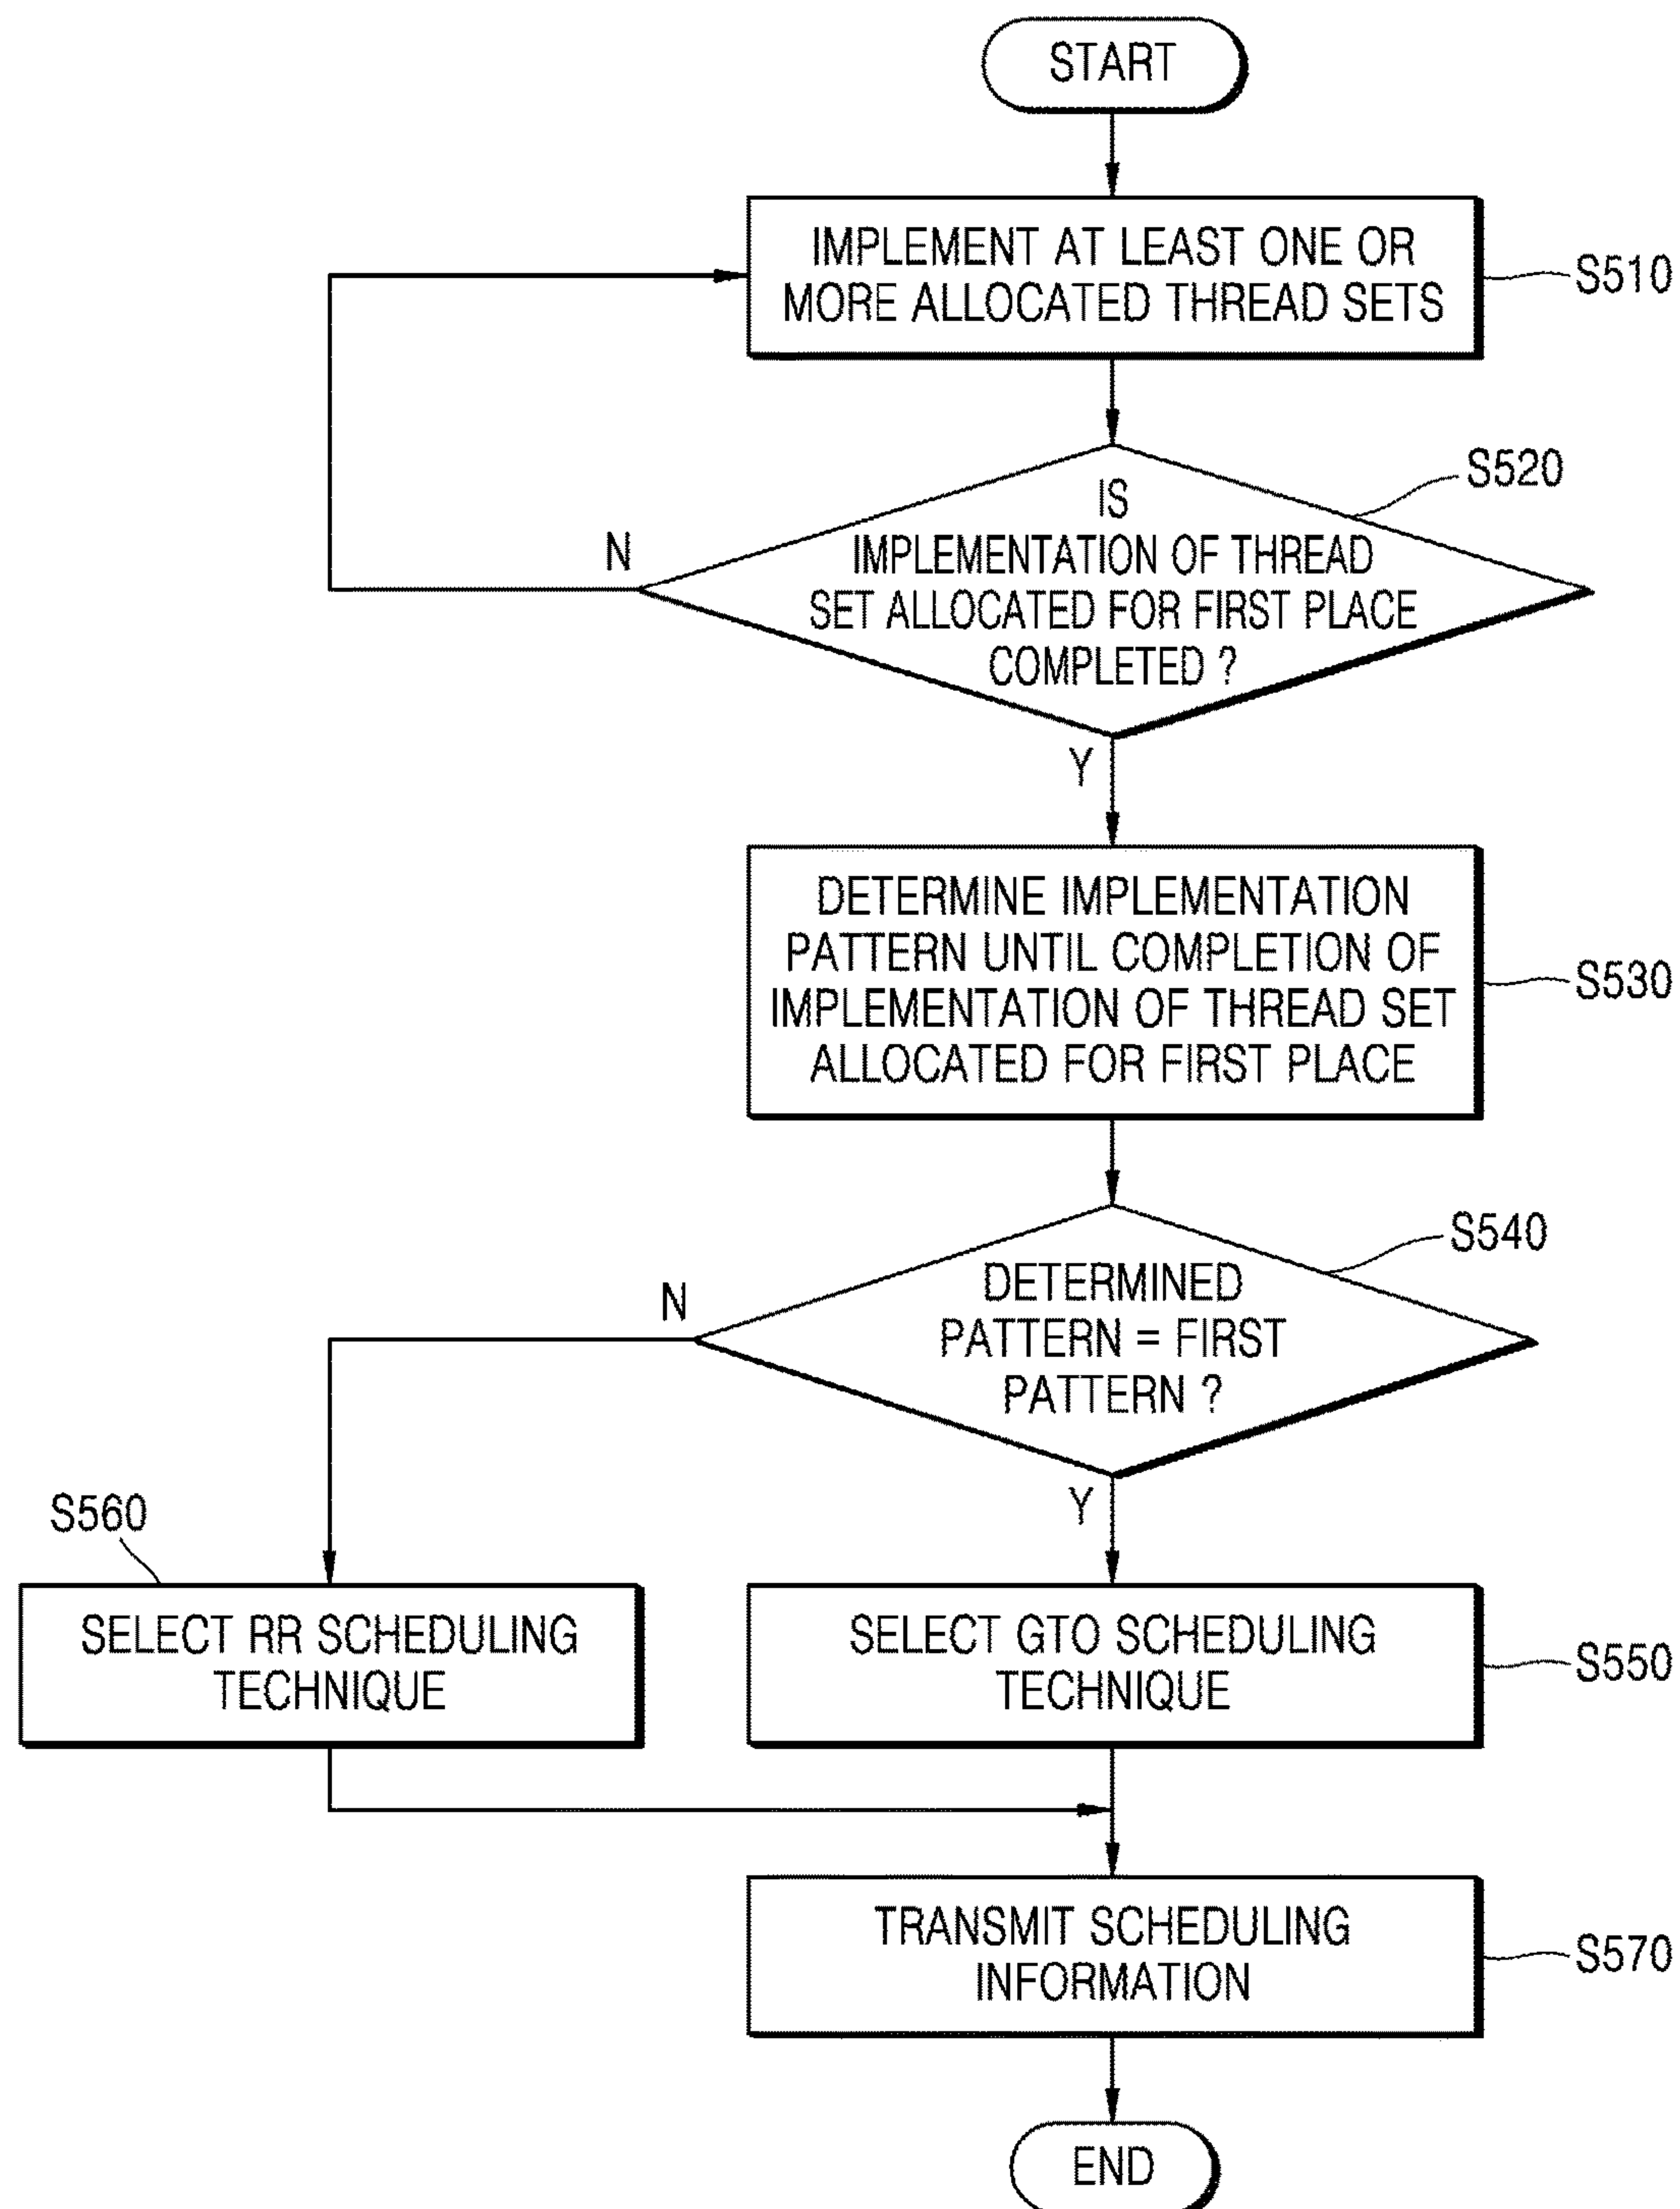 START
IMPLEMENT AT LEAST ONE OR
MORE ALLOCATED THREAD SETS
S510
S520
IS
IMPLEMENTATION OF THREAD
SET ALLOCATED FOR FIRST PLACE
COMPLETED ?
N
Y
DETERMINE IMPLEMENTATION
PATTERN UNTIL COMPLETION OF
IMPLEMENTATION OF THREAD SET
ALLOCATED FOR FIRST PLACE
S530
S540
DETERMINED
PATTERN = FIRST
PATTERN ?
N
Y
S560
SELECT RR SCHEDULING
TECHNIQUE
SELECT GTO SCHEDULING
TECHNIQUE
S550
TRANSMIT SCHEDULING
INFORMATION
S570
END